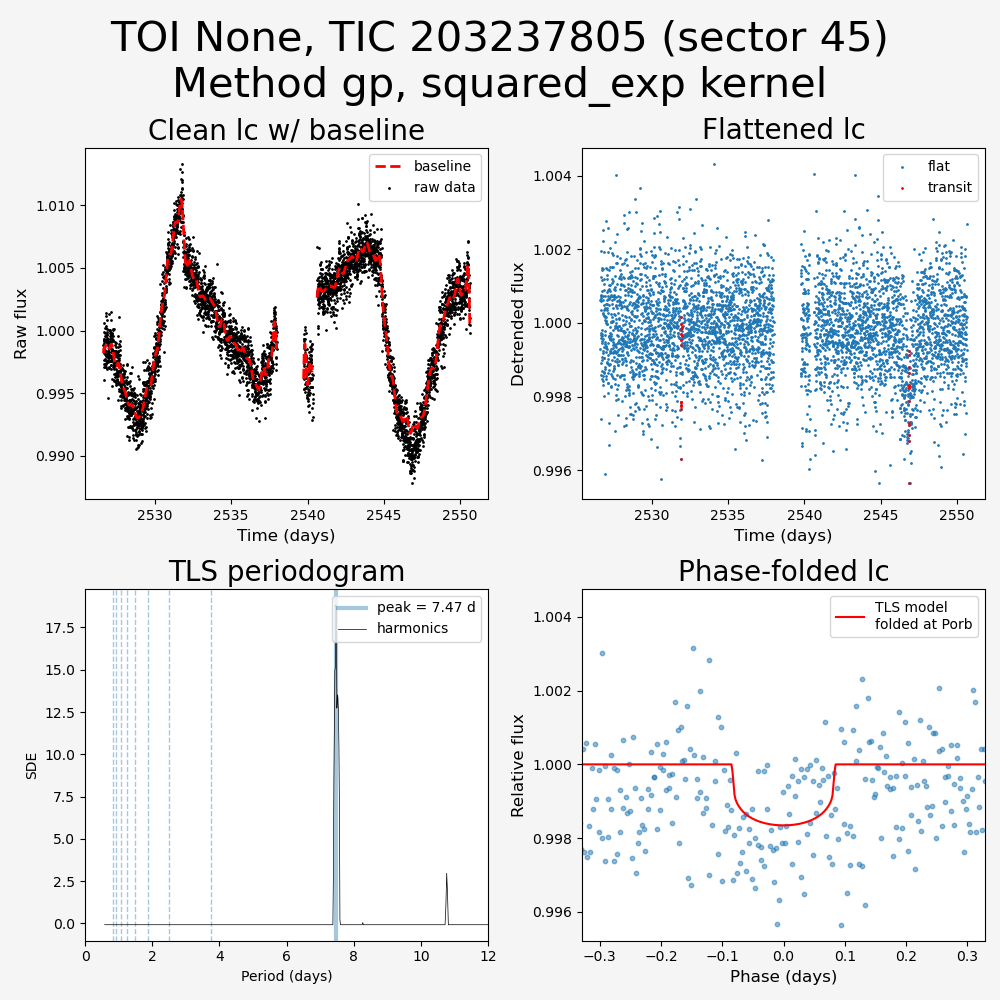 TOI None, TIC 203237805 (sector 45)
Method gp, squared_exp kernel
Clean lc w/ baseline
baseline
raw data
1.010
1.005
1.000
0.995
0.990
Raw flux
2530
2535
2540
2545
2550
Time (days)
Flattened lc
flat
transit
1.004
1.002
1.000
0.998
0.996
Detrended flux
2530
2535
2540
2545
2550
Time (days)
TLS periodogram
peak = 7.47 d
harmonics
17.5
15.0
12.5
10.0
7.5
5.0
2.5
0.0
SDE
0
2
4
6
8
10
12
Period (days)
Phase-folded lc
TLS model
folded at Porb
1.004
1.002
1.000
0.998
0.996
Relative flux
−0.3
−0.2
−0.1
0.0
0.1
0.2
0.3
Phase (days)